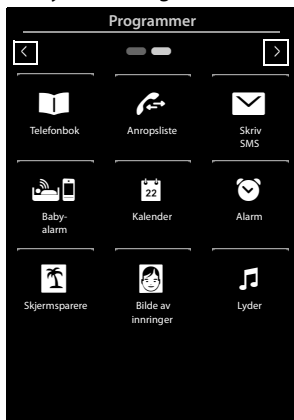 Programmer
Telefonbok
Anropsliste
Skriv
SMS
22
Baby-
alarm
Kalender
Alarm
Skjermsparere
Bilde av
innringer
Lyder